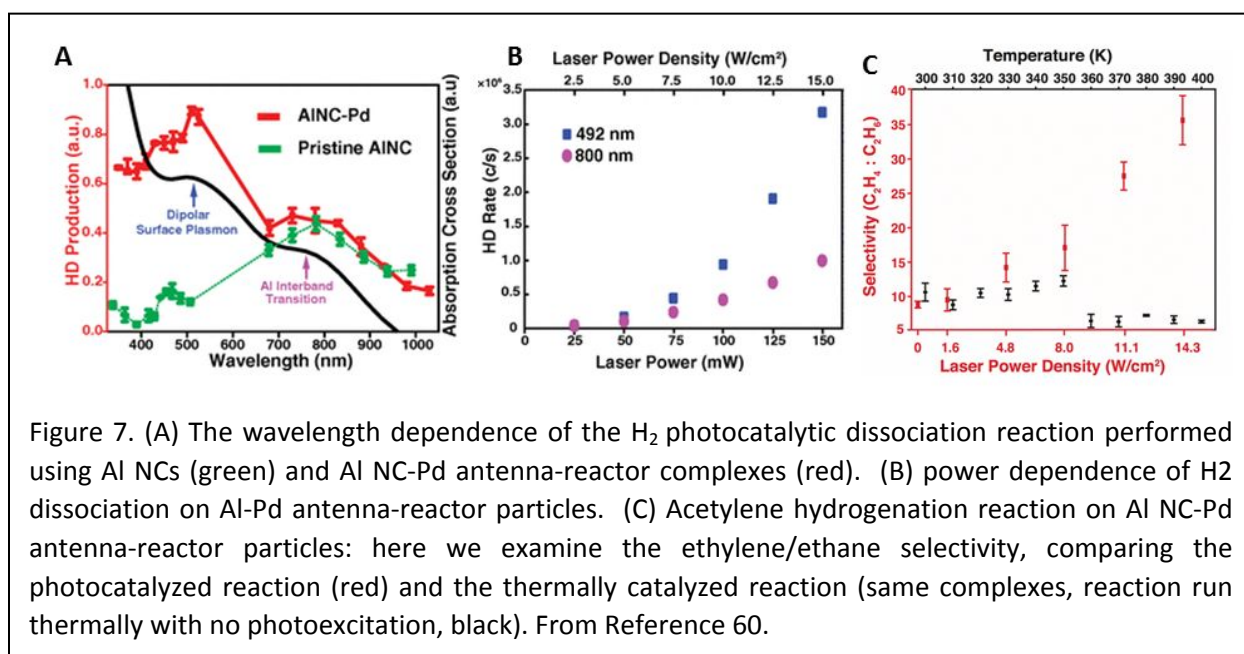 A
HD Production (a.u.)
1.0
0.8
0.6
0.4
0.2
0.0
AlNC-Pd
Pristine AlNC
Dipolar
Surface Plasmon
Al Interband
Transition
Absorption Cross Section (a.u)
400 500 600 700 800 900 1000
Wavelength (nm)
B
Laser Power Density (W/cm²)
2.5 5.0 7.5 10.0 12.5 15.0
×10⁶
HD Rate (c/s)
3.5
3.0
2.5
2.0
1.5
1.0
0.5
0
492 nm
800 nm
25 50 75 100 125 150
Laser Power (mW)
C
Temperature (K)
300 310 320 330 340 350 360 370 380 390 400
Selectivity (C₂H₄ : C₂H₆)
40
35
30
25
20
15
10
5
0 1.6 4.8 8.0 11.1 14.3
Laser Power Density (W/cm²)
Figure 7. (A) The wavelength dependence of the H₂ photocatalytic dissociation reaction performed
using Al NCs (green) and Al NC-Pd antenna-reactor complexes (red). (B) power dependence of H2
dissociation on Al-Pd antenna-reactor particles. (C) Acetylene hydrogenation reaction on Al NC-Pd
antenna-reactor particles: here we examine the ethylene/ethane selectivity, comparing the
photocatalyzed reaction (red) and the thermally catalyzed reaction (same complexes, reaction run
thermally with no photoexcitation, black). From Reference 60.